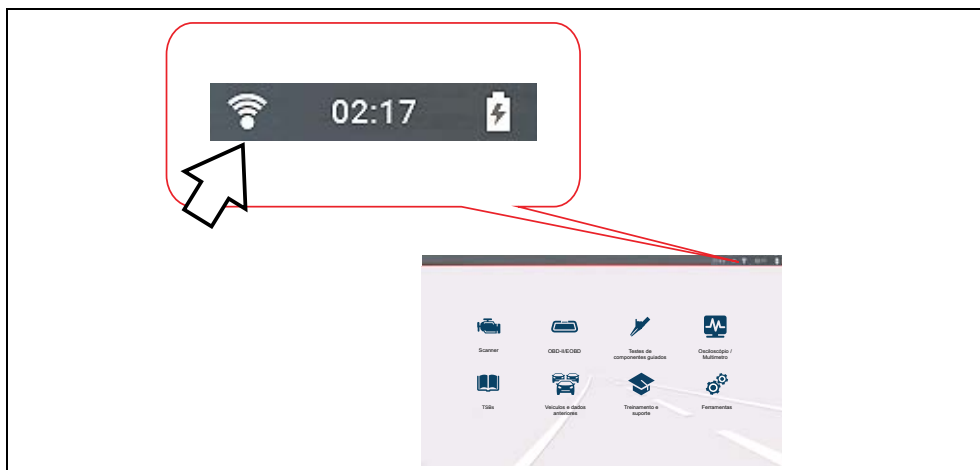 02:17
Scanner
OBD-II/EOBD
Testes de
componentes guiados
Osciloscópio /
Multímetro
TSBs
Veículos e dados
anteriores
Treinamento e
suporte
Ferramentas